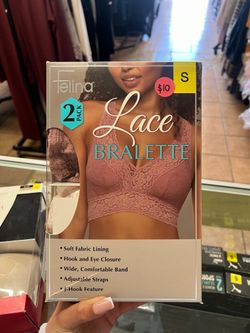 Felina
$10
S
2
PACK
Lace
BRALETTE
• Soft Fabric Lining
• Hook and Eye Closure
• Wide, Comfortable Band
• Adjustable Straps
• J-Hook Feature